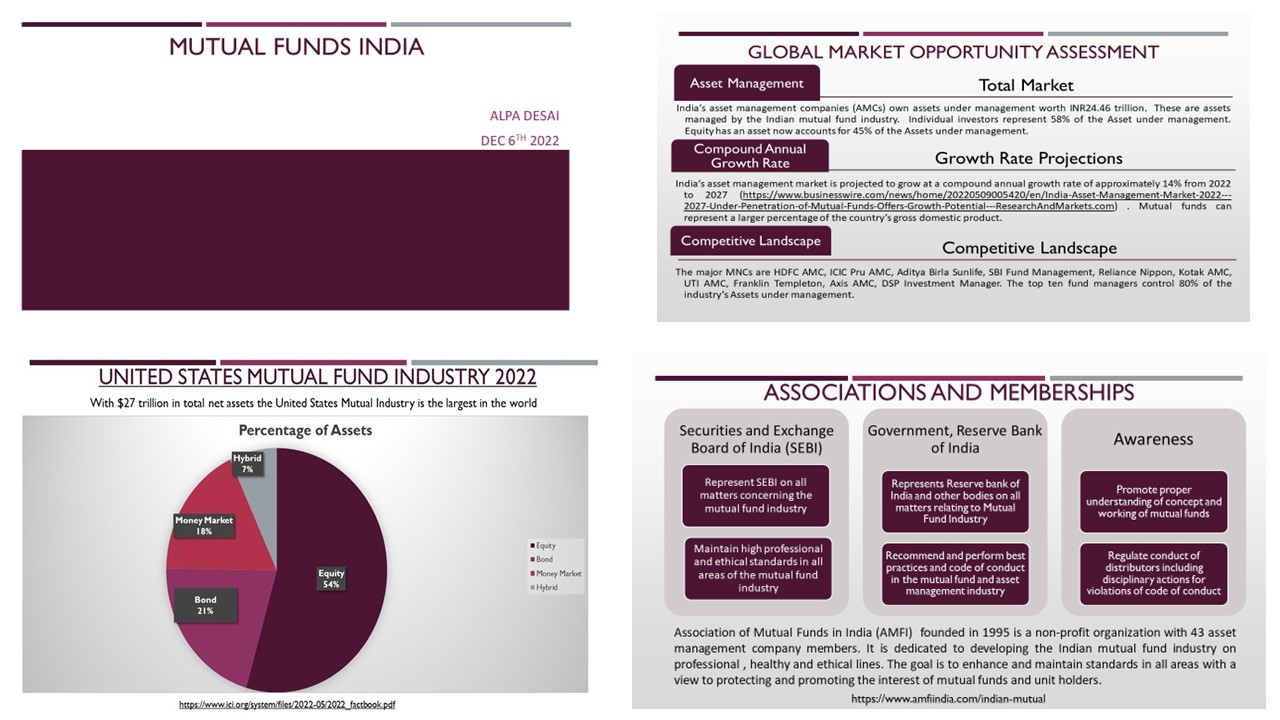 MUTUAL FUNDS INDIA
ALPA DESAI
DEC 6TH 2022
GLOBAL MARKET OPPORTUNITY ASSESSMENT
Asset Management
Total Market
India's asset management companies (AMCs) own assets under management worth INR24.46 trillion. These are assets
managed by the Indian mutual fund industry. Individual investors represent 58% of the Asset under management.
Equity has an asset now accounts for 45% of the Assets under management.
Compound Annual
Growth Rate
Growth Rate Projections
India's asset management market is projected to grow at a compound annual growth rate of approximately 14% from 2022
to 2027 (https://www.businesswire.com/news/home/20220509005420/en/India-Asset-Management-Market-2022---
2027-Under-Penetration-of-Mutual-Funds-Offers-Growth-Potential---ResearchAndMarkets.com) . Mutual funds can
represent a larger percentage of the country's gross domestic product.
Competitive Landscape
Competitive Landscape
The major MNCs are HDFC AMC, ICIC Pru AMC, Aditya Birla Sunlife, SBI Fund Management, Reliance Nippon, Kotak AMC,
UTI AMC, Franklin Templeton, Axis AMC, DSP Investment Manager. The top ten fund managers control 80% of the
industry's Assets under management.
UNITED STATES MUTUAL FUND INDUSTRY 2022
With $27 trillion in total net assets the United States Mutual Industry is the largest in the world
Percentage of Assets
Hybrid
7%
Money Market
18%
Equity
54%
Bond
21%
Equity
Bond
Money Market
Hybrid
https://www.ici.org/system/files/2022-05/2022_factbook.pdf
ASSOCIATIONS AND MEMBERSHIPS
Securities and Exchange
Board of India (SEBI)
Represent SEBI on all
matters concerning the
mutual fund industry
Maintain high professional
and ethical standards in all
areas of the mutual fund
industry
Government, Reserve Bank
of India
Represents Reserve bank of
India and other bodies on all
matters relating to Mutual
Fund Industry
Recommend and perform best
practices and code of conduct
in the mutual fund and asset
management industry
Awareness
Promote proper
understanding of concept and
working of mutual funds
Regulate conduct of
distributors including
disciplinary actions for
violations of code of conduct
Association of Mutual Funds in India (AMFI) founded in 1995 is a non-profit organization with 43 asset
management company members. It is dedicated to developing the Indian mutual fund industry on
professional , healthy and ethical lines. The goal is to enhance and maintain standards in all areas with a
view to protecting and promoting the interest of mutual funds and unit holders.
https://www.amfiindia.com/indian-mutual